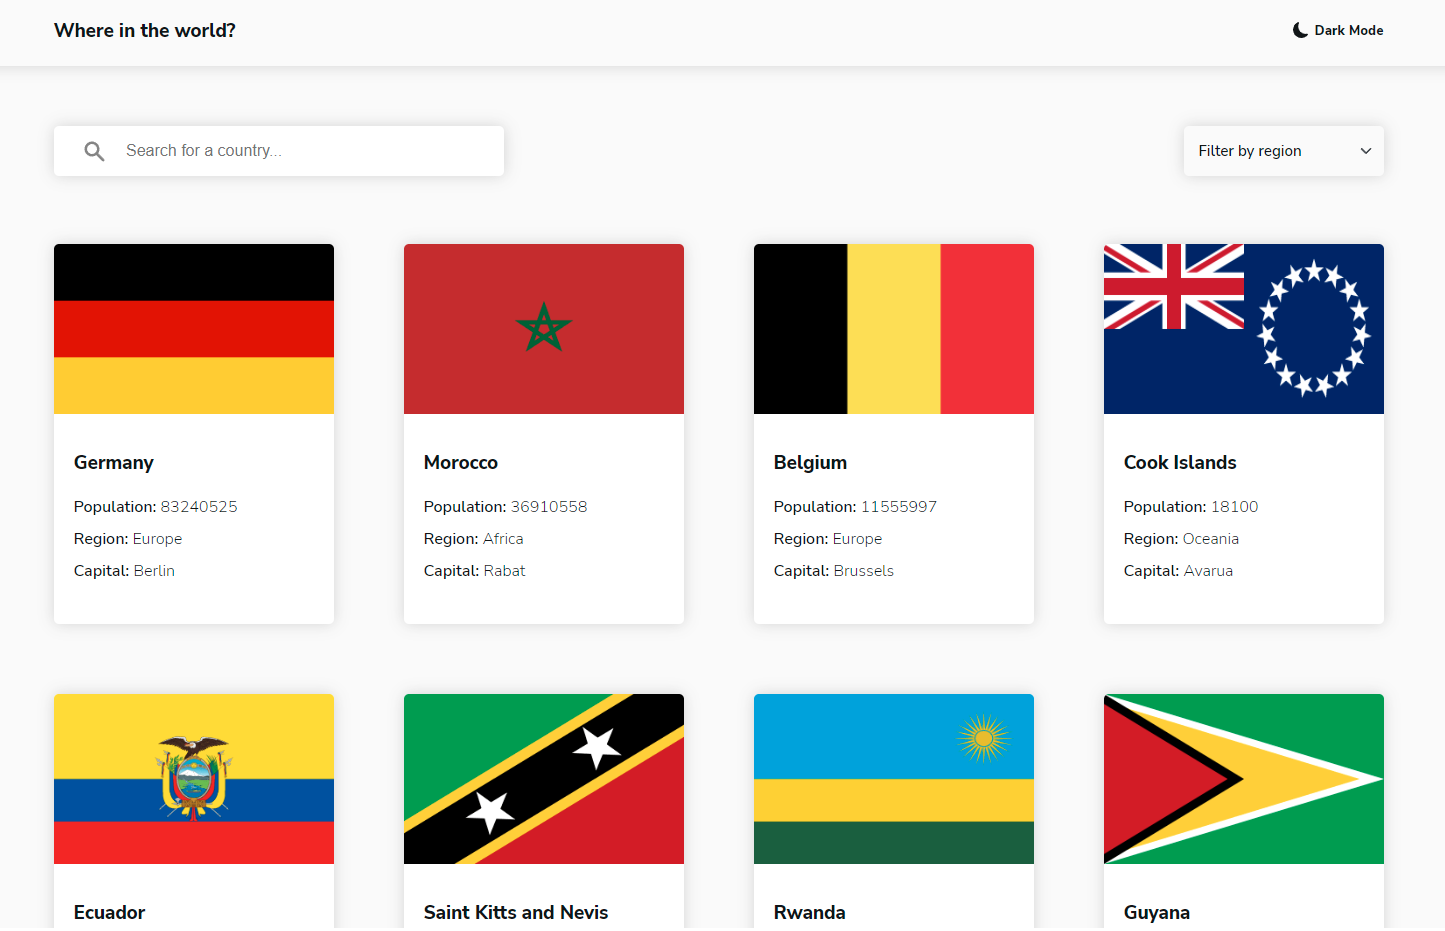 Where in the world?
Dark Mode
Search for a country...
Filter by region
Germany
Population: 83240525
Region: Europe
Capital: Berlin
Morocco
Population: 36910558
Region: Africa
Capital: Rabat
Belgium
Population: 11555997
Region: Europe
Capital: Brussels
Cook Islands
Population: 18100
Region: Oceania
Capital: Avarua
Ecuador
Saint Kitts and Nevis
Rwanda
Guyana